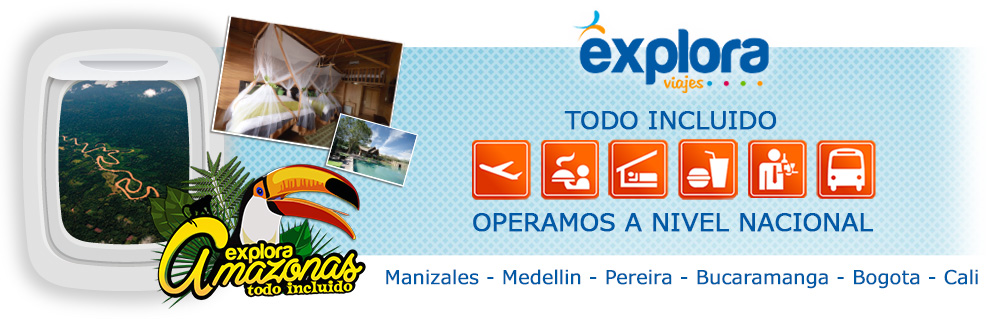 explora
viajes
TODO INCLUIDO
OPERAMOS A NIVEL NACIONAL
explora
amazonas
todo incluido
Manizales - Medellin - Pereira - Bucaramanga - Bogota - Cali